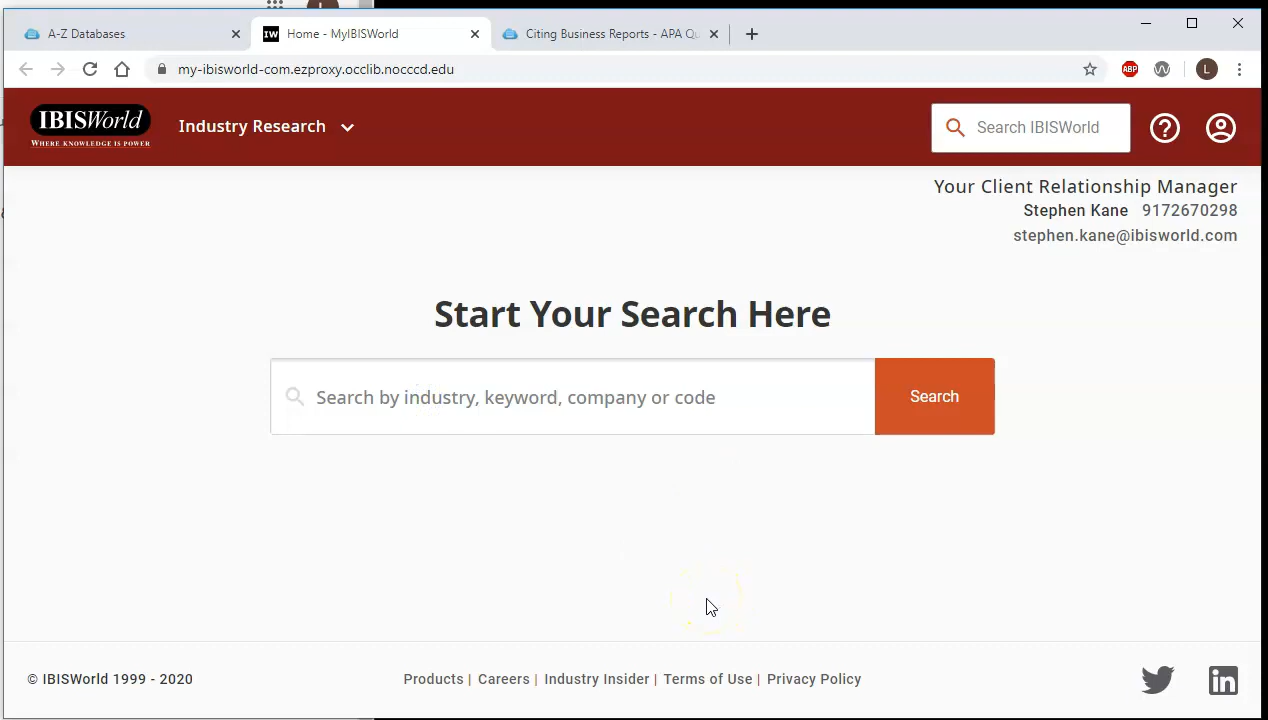 A-Z Databases
IW Home - MyIBISWorld
Citing Business Reports - APA Qu
my-ibisworld-com.ezproxy.occlib.nocccd.edu
ABP
L
IBISWorld
WHERE KNOWLEDGE IS POWER
Industry Research
Search IBISWorld
Your Client Relationship Manager
Stephen Kane 9172670298
stephen.kane@ibisworld.com
Start Your Search Here
Search by industry, keyword, company or code
Search
© IBISWorld 1999 - 2020
Products | Careers | Industry Insider | Terms of Use | Privacy Policy
in